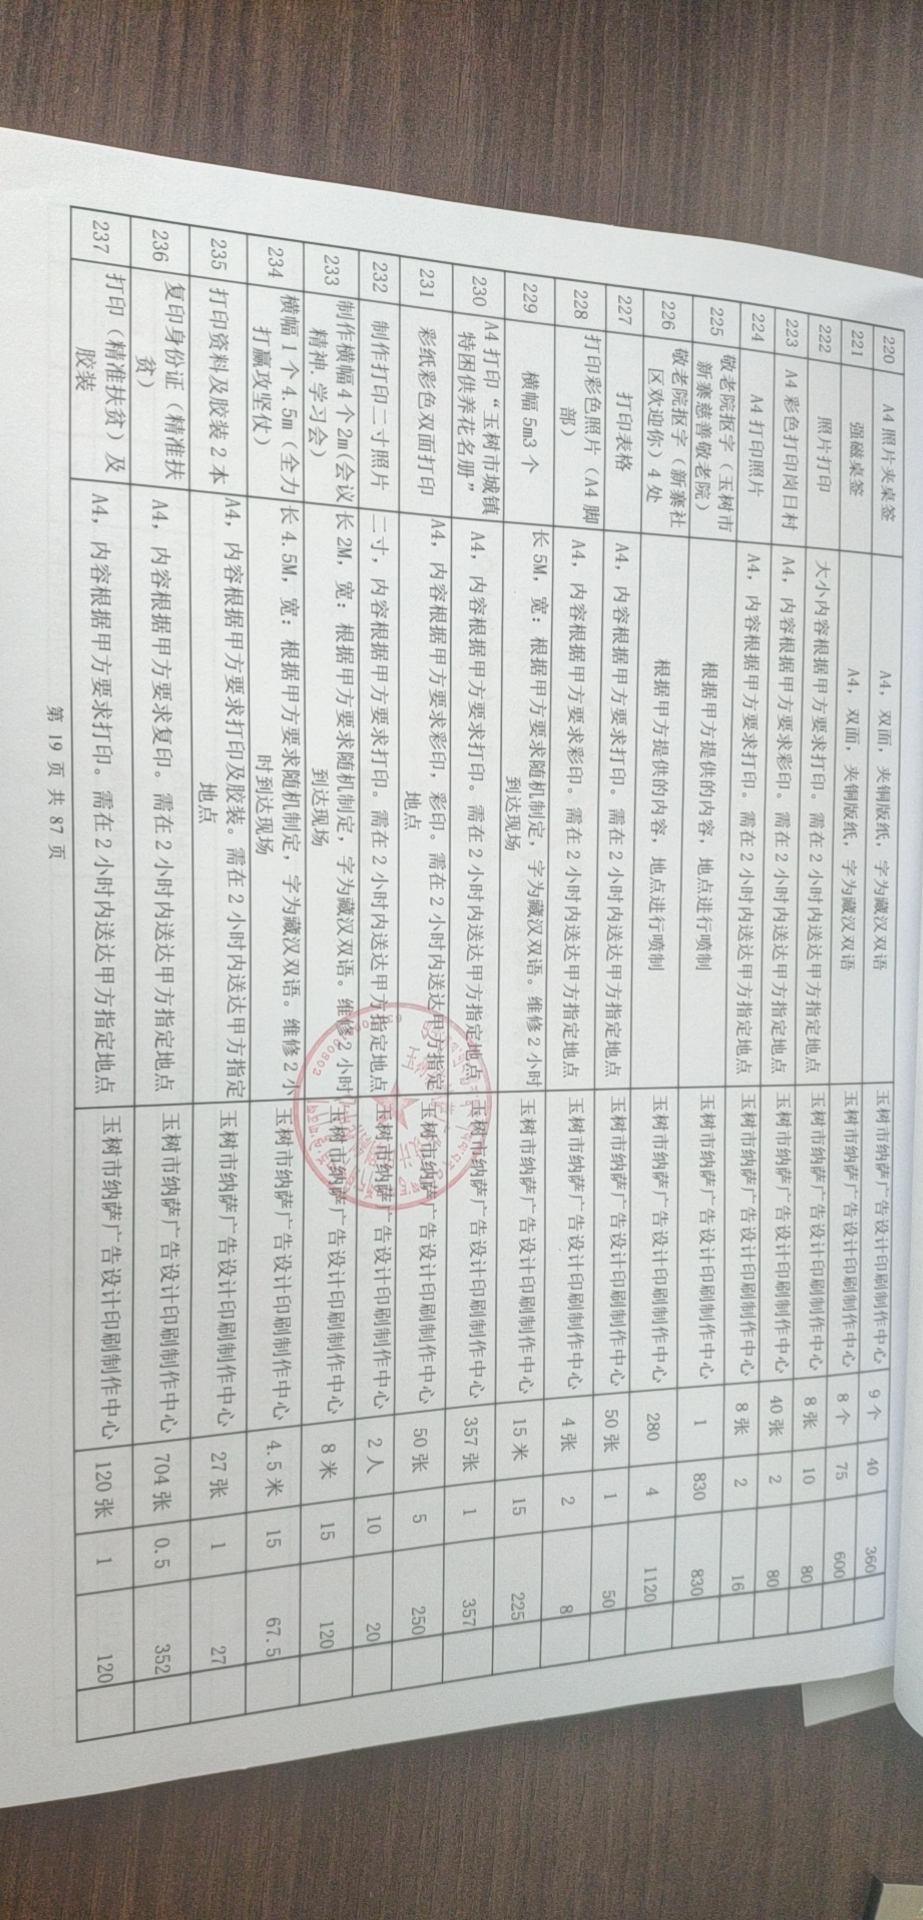 220 A4 照片夹桌签 A4，双面，夹铜版纸，字为藏汉双语 玉树市纳萨广告设计印刷制作中心 9 个 40 360
221 强磁桌签 A4，双面，夹铜版纸，字为藏汉双语 玉树市纳萨广告设计印刷制作中心 8 个 75 600
222 照片打印 大小内容根据甲方要求打印。需在 2 小时内送达甲方指定地点 玉树市纳萨广告设计印刷制作中心 8 张 10 80
223 A4 彩色打印岗日村 A4，内容根据甲方要求彩印。需在 2 小时内送达甲方指定地点 玉树市纳萨广告设计印刷制作中心 40 张 2 80
224 A4 打印照片 A4，内容根据甲方要求打印。需在 2 小时内送达甲方指定地点 玉树市纳萨广告设计印刷制作中心 8 张 2 16
225 敬老院抠字（玉树市
新寨慈善敬老院） 根据甲方提供的内容，地点进行喷制 玉树市纳萨广告设计印刷制作中心 1 830 830
226 敬老院抠字（新寨社
区欢迎你）4 处 根据甲方提供的内容，地点进行喷制 玉树市纳萨广告设计印刷制作中心 280 4 1120
227 打印表格 A4，内容根据甲方要求打印。需在 2 小时内送达甲方指定地点 玉树市纳萨广告设计印刷制作中心 50 张 1 50
228 打印彩色照片（A4 脚
部） A4，内容根据甲方要求彩印。需在 2 小时内送达甲方指定地点 玉树市纳萨广告设计印刷制作中心 4 张 2 8
229 横幅 5m3 个 长 5M，宽：根据甲方要求随机制定，字为藏汉双语。维修 2 小时
到达现场 玉树市纳萨广告设计印刷制作中心 15 米 15 225
230 A4 打印“玉树市城镇
特困供养花名册” A4，内容根据甲方要求打印。需在 2 小时内送达甲方指定地点 玉树市纳萨广告设计印刷制作中心 357 张 1 357
231 彩纸彩色双面打印 A4，内容根据甲方要求彩印，彩印。需在 2 小时内送达甲方指定
地点 玉树市纳萨广告设计印刷制作中心 50 张 5 250
232 制作打印二寸照片 二寸，内容根据甲方要求打印。需在 2 小时内送达甲方指定地点 玉树市纳萨广告设计印刷制作中心 2 人 10 20
233 制作横幅 4 个 2m(会议
精神.学习会) 长 2M，宽：根据甲方要求随机制定，字为藏汉双语。维修 2 小时
到达现场 玉树市纳萨广告设计印刷制作中心 8 米 15 120
234 横幅 1 个 4.5m（全力
打赢攻坚仗） 长 4.5M，宽：根据甲方要求随机制定，字为藏汉双语。维修 2 小
时到达现场 玉树市纳萨广告设计印刷制作中心 4.5 米 15 67.5
235 打印资料及胶装 2 本 A4，内容根据甲方要求打印及胶装。需在 2 小时内送达甲方指定
地点 玉树市纳萨广告设计印刷制作中心 27 张 1 27
236 复印身份证（精准扶
贫） A4，内容根据甲方要求复印。需在 2 小时内送达甲方指定地点 玉树市纳萨广告设计印刷制作中心 704 张 0.5 352
237 打印（精准扶贫）及
胶装 A4，内容根据甲方要求打印。需在 2 小时内送达甲方指定地点 玉树市纳萨广告设计印刷制作中心 120 张 1 120
第 19 页 共 87 页